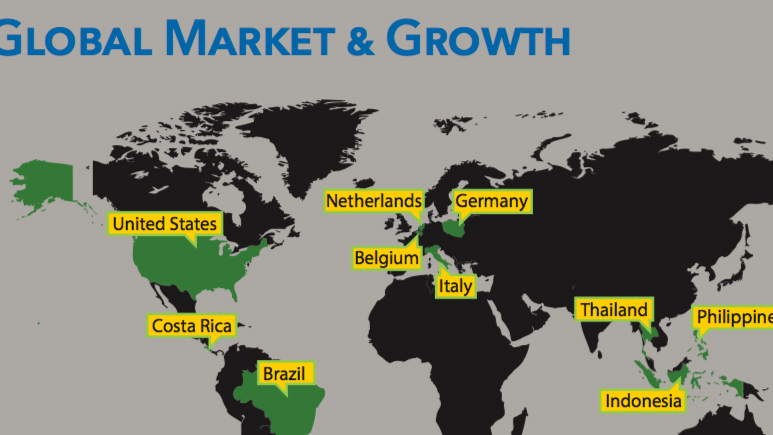 GLOBAL MARKET & GROWTH
Netherlands
Germany
United States
Belgium
Italy
Thailand
Philippine
Costa Rica
Brazil
Indonesia